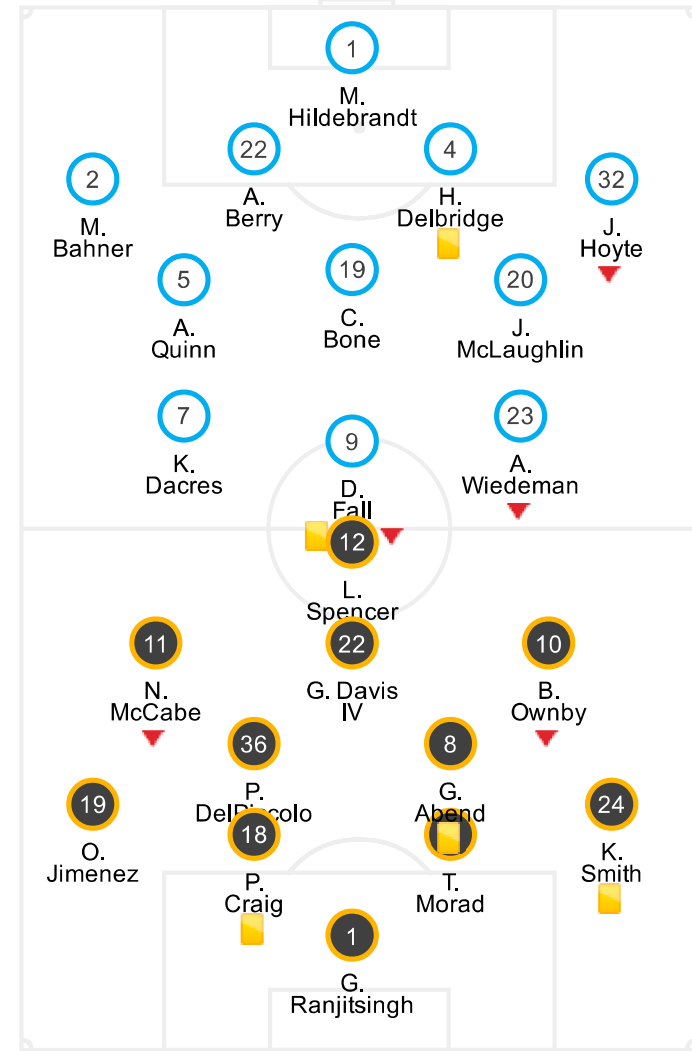 1
M.
Hildebrandt
22
4
2
32
A.
Berry
H.
Delbridge
M.
Bahner
J.
Hoyte
5
19
20
A.
Quinn
C.
Bone
J.
McLaughlin
7
9
23
K.
Dacres
D.
Fall
A.
Wiedeman
12
L.
Spencer
11
22
10
N.
McCabe
G. Davis
IV
B.
Ownby
36
8
P.
DelPiccolo
G.
Abend
19
18
24
O.
Jimenez
P.
Craig
T.
Morad
K.
Smith
1
G.
Ranjitsingh